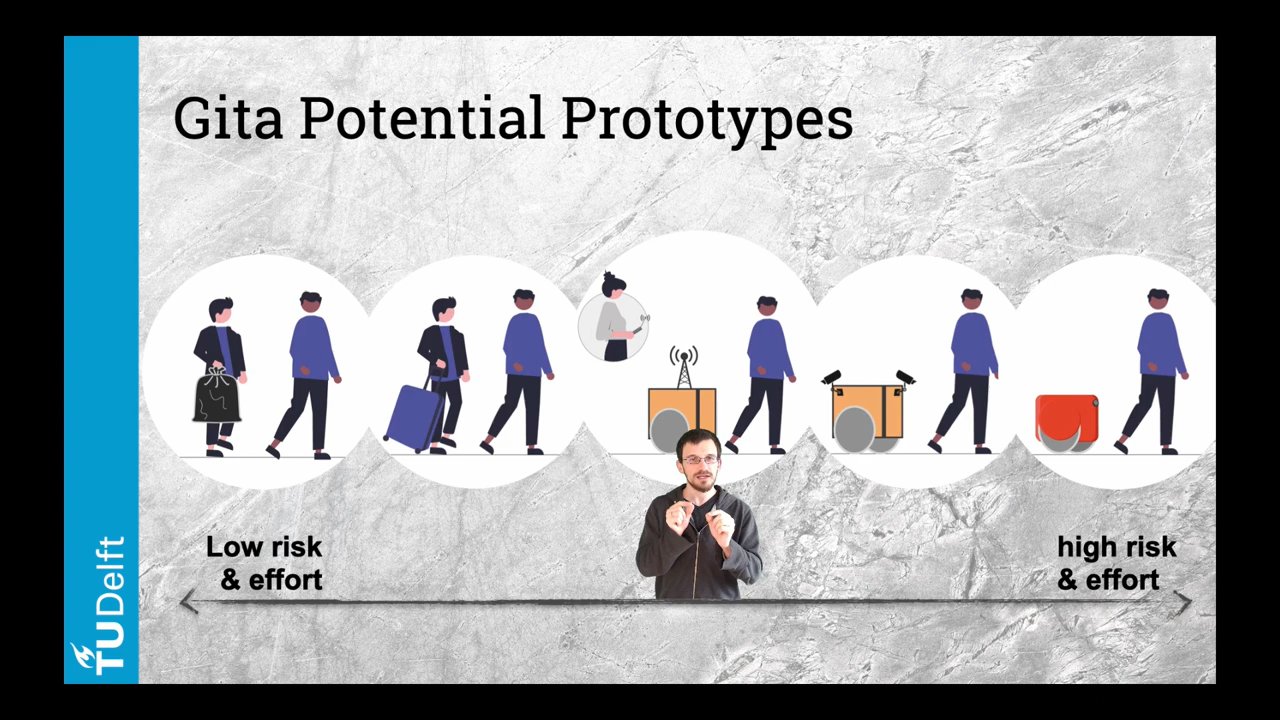 Gita Potential Prototypes
Low risk
& effort
high risk
& effort
TUDelft